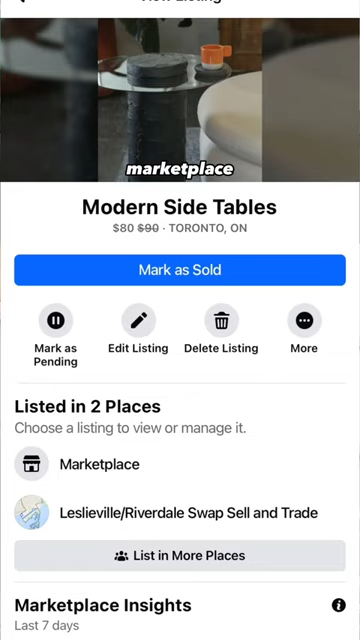 View Listing
marketplace
Modern Side Tables
$80 $90 · TORONTO, ON
Mark as Sold
Mark as
Pending
Edit Listing
Delete Listing
More
Listed in 2 Places
Choose a listing to view or manage it.
Marketplace
Leslieville/Riverdale Swap Sell and Trade
List in More Places
Marketplace Insights
Last 7 days